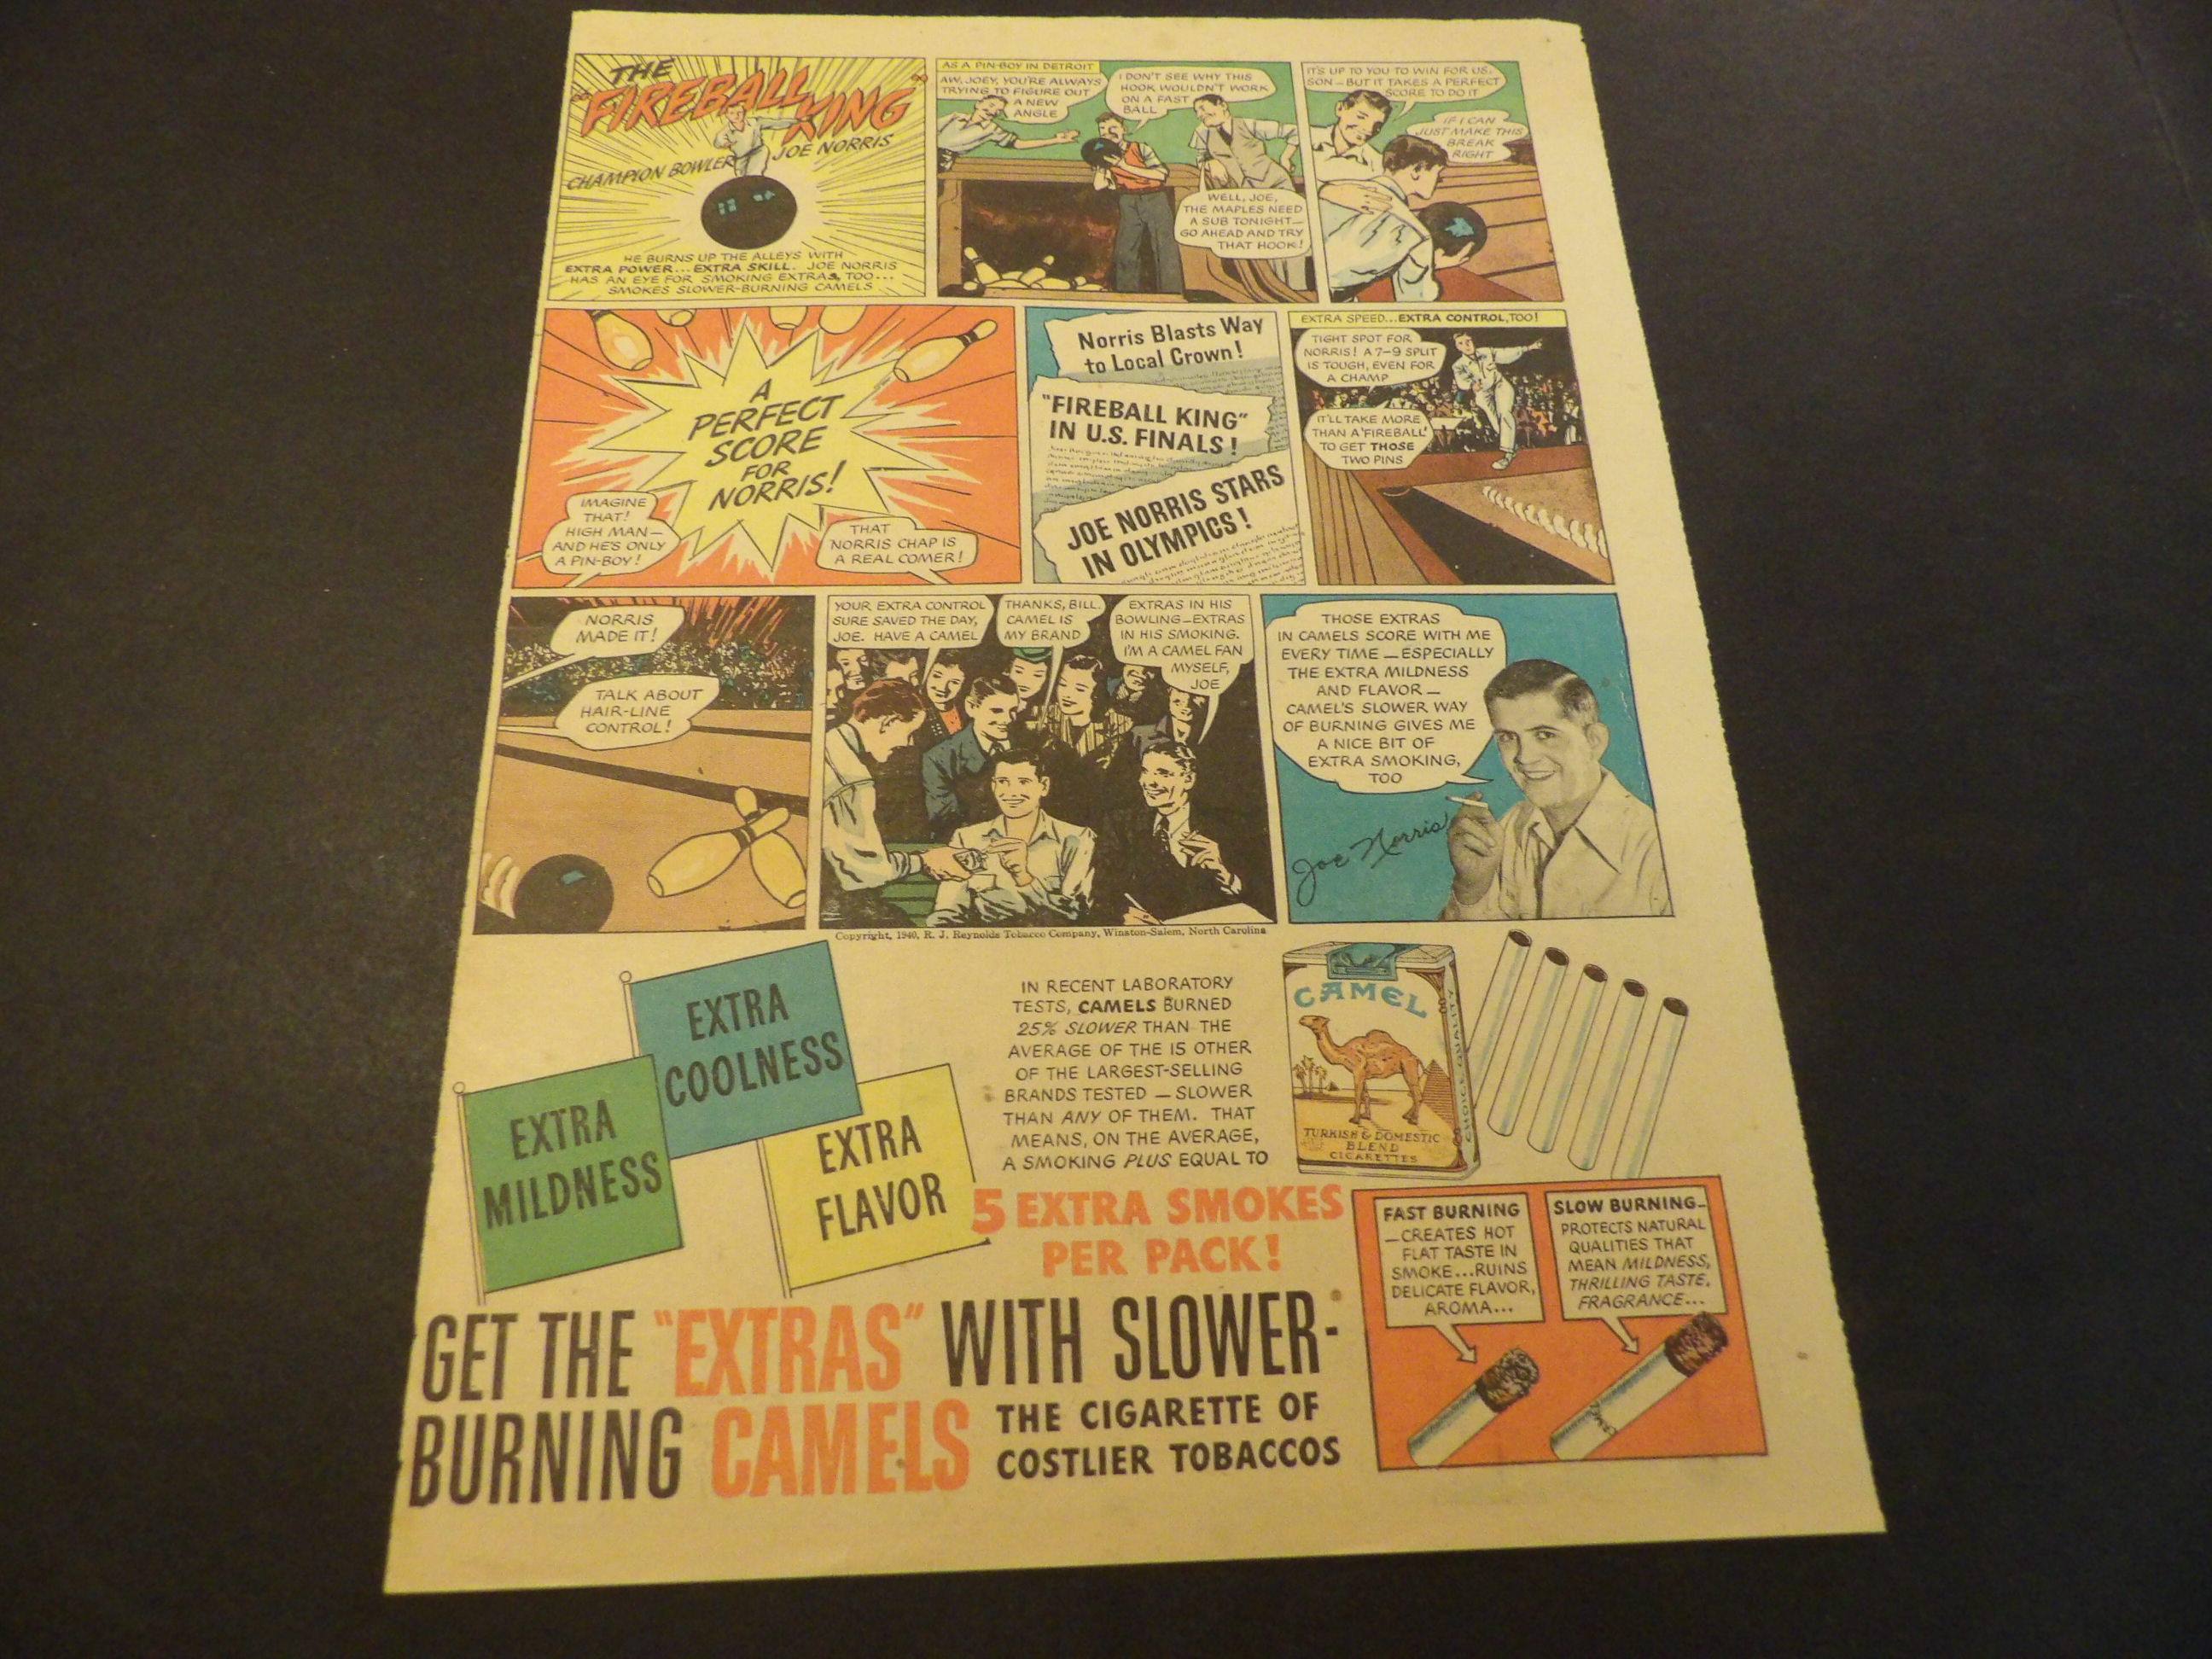 THE
"FIREBALL KING"
CHAMPION BOWLER
JOE NORRIS
HE BURNS UP THE ALLEYS WITH
EXTRA POWER...EXTRA SKILL. JOE NORRIS
HAS AN EYE FOR SMOKING EXTRAS, TOO...
SMOKES SLOWER-BURNING CAMELS
AS A PIN-BOY IN DETROIT
AW, JOEY, YOU'RE ALWAYS
TRYING TO FIGURE OUT
A NEW
ANGLE
I DON'T SEE WHY THIS
HOOK WOULDN'T WORK
ON A FAST
BALL
WELL, JOE,
THE MAPLES NEED
A SUB TONIGHT—
GO AHEAD AND TRY
THAT HOOK!
IT'S UP TO YOU TO WIN FOR US,
SON—BUT IT TAKES A PERFECT
SCORE TO DO IT
IF I CAN
JUST MAKE THIS
BREAK
RIGHT
A
PERFECT
SCORE
FOR
NORRIS!
IMAGINE
THAT!
HIGH MAN—
AND HE'S ONLY
A PIN-BOY!
THAT
NORRIS CHAP IS
A REAL COMER!
Norris Blasts Way
to Local Crown!
"FIREBALL KING"
IN U.S. FINALS!
JOE NORRIS STARS
IN OLYMPICS!
EXTRA SPEED...EXTRA CONTROL, TOO!
TIGHT SPOT FOR
NORRIS! A 7-9 SPLIT
IS TOUGH, EVEN FOR
A CHAMP
IT'LL TAKE MORE
THAN A 'FIREBALL'
TO GET THOSE
TWO PINS
NORRIS
MADE IT!
TALK ABOUT
HAIR-LINE
CONTROL!
YOUR EXTRA CONTROL
SURE SAVED THE DAY,
JOE. HAVE A CAMEL
THANKS, BILL.
CAMEL IS
MY BRAND
EXTRAS IN HIS
BOWLING—EXTRAS
IN HIS SMOKING.
I'M A CAMEL FAN
MYSELF,
JOE
THOSE EXTRAS
IN CAMELS SCORE WITH ME
EVERY TIME—ESPECIALLY
THE EXTRA MILDNESS
AND FLAVOR—
CAMEL'S SLOWER WAY
OF BURNING GIVES ME
A NICE BIT OF
EXTRA SMOKING,
TOO
Joe Norris
Copyright, 1940, R. J. Reynolds Tobacco Company, Winston-Salem, North Carolina
EXTRA
COOLNESS
EXTRA
MILDNESS
EXTRA
FLAVOR
IN RECENT LABORATORY
TESTS, CAMELS BURNED
25% SLOWER THAN THE
AVERAGE OF THE 15 OTHER
OF THE LARGEST-SELLING
BRANDS TESTED—SLOWER
THAN ANY OF THEM. THAT
MEANS, ON THE AVERAGE,
A SMOKING PLUS EQUAL TO
5 EXTRA SMOKES
PER PACK!
CAMEL
TURKISH & DOMESTIC
BLEND
CIGARETTES
CHOICE QUALITY
FAST BURNING
—CREATES HOT
FLAT TASTE IN
SMOKE...RUINS
DELICATE FLAVOR,
AROMA...
SLOW BURNING—
PROTECTS NATURAL
QUALITIES THAT
MEAN MILDNESS,
THRILLING TASTE,
FRAGRANCE...
CAMEL
GET THE "EXTRAS" WITH SLOWER-
BURNING CAMELS
THE CIGARETTE OF
COSTLIER TOBACCOS